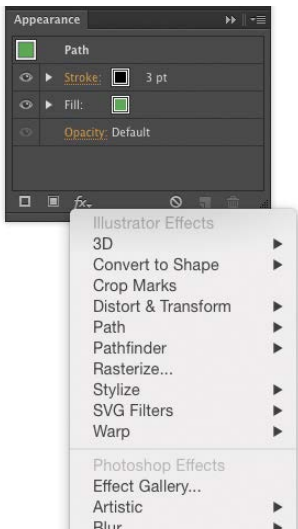 Appearance
Path
Stroke: 3 pt
Fill:
Opacity: Default
fx
Illustrator Effects
3D
Convert to Shape
Crop Marks
Distort & Transform
Path
Pathfinder
Rasterize...
Stylize
SVG Filters
Warp
Photoshop Effects
Effect Gallery...
Artistic
Blur